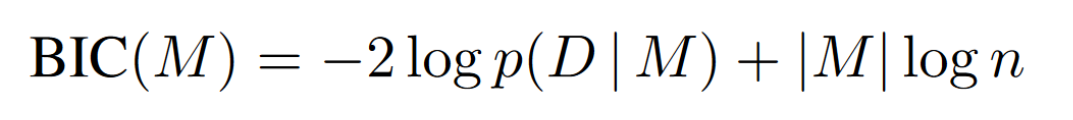 BIC(M) = −2 log p(D | M) + |M| log n